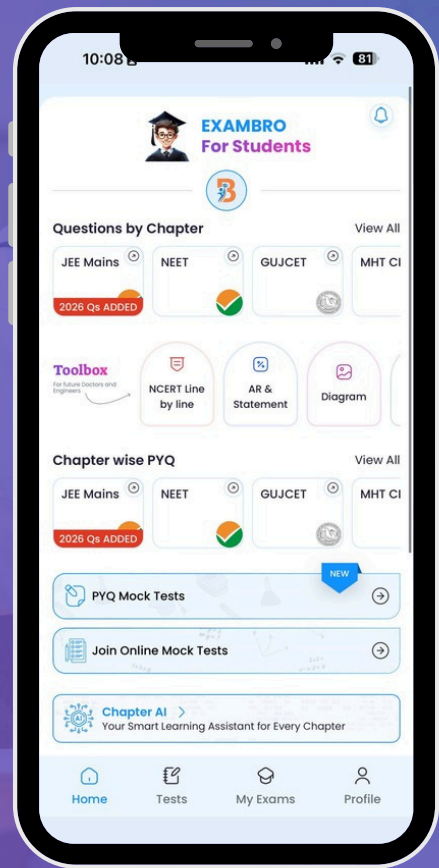 10:08
81
EXAMBRO
For Students
B
Questions by Chapter
View All
JEE Mains
NEET
GUJCET
MHT CI
2026 Qs ADDED
Toolbox
For future Doctors and
Engineers
NCERT Line
by line
AR &
Statement
Diagram
Chapter wise PYQ
View All
JEE Mains
NEET
GUJCET
MHT CI
2026 Qs ADDED
NEW
PYQ Mock Tests
Join Online Mock Tests
AI
Chapter AI >
Your Smart Learning Assistant for Every Chapter
Home
Tests
My Exams
Profile